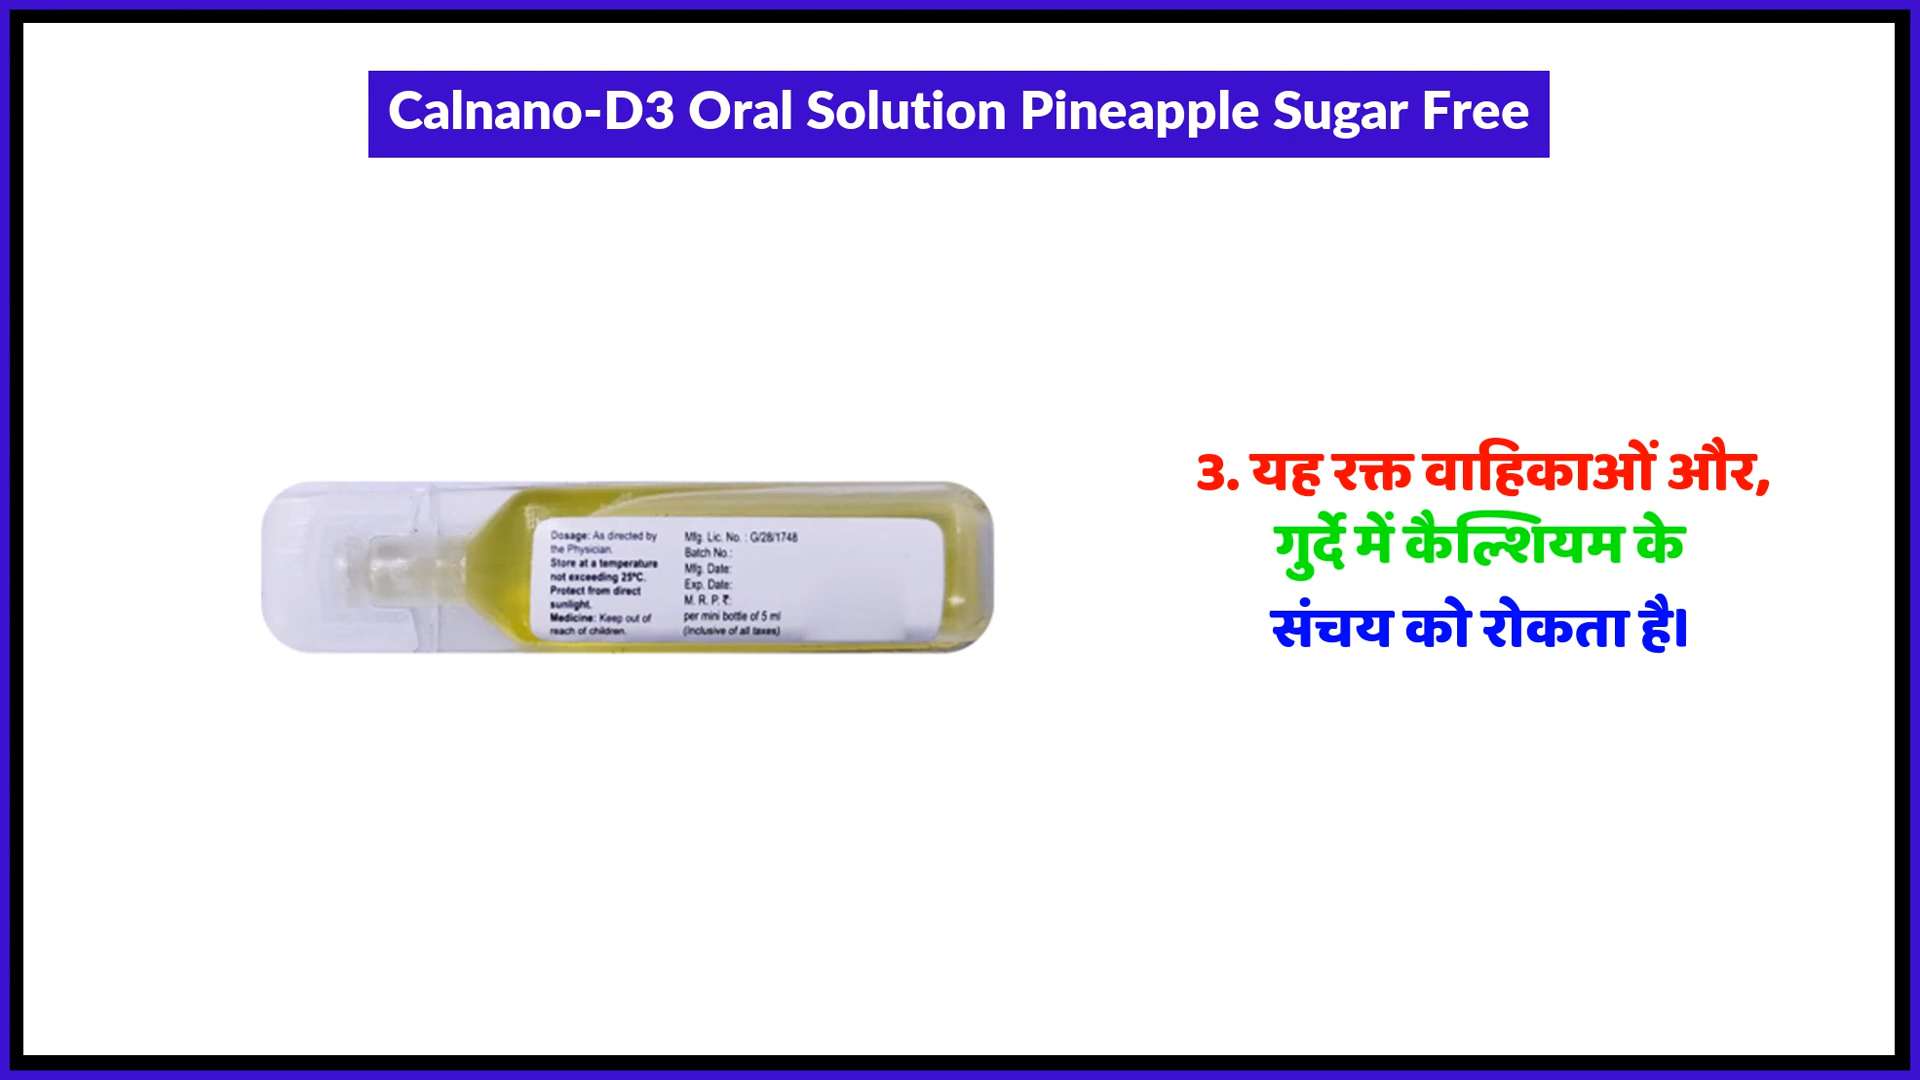 Calnano-D3 Oral Solution Pineapple Sugar Free
3. यह रक्त वाहिकाओं और,
गुर्दे में कैल्शियम के
संचय को रोकता है।
Dosage: As directed by
the Physician.
Store at a temperature
not exceeding 25°C.
Protect from direct
sunlight.
Medicine: Keep out of
reach of children.
Mfg. Lic. No. : G/28/1748
Batch No.:
Mfg. Date:
Exp. Date:
M. R. P. ₹:
per mini bottle of 5 ml
(Inclusive of all taxes)